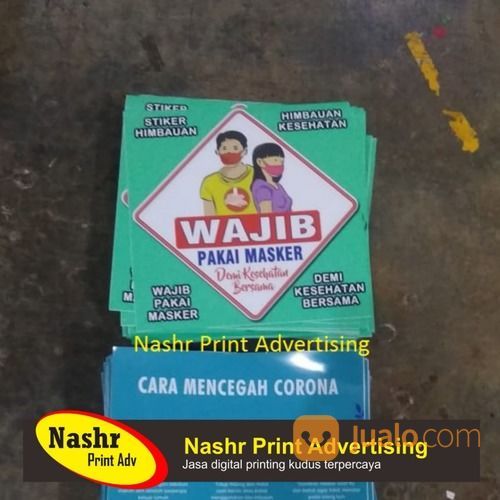 STIKER
STIKER
HIMBAUAN
HIMBAUAN
KESEHATAN
WAJIB
PAKAI MASKER
Demi Kesehatan
Bersama
WAJIB
PAKAI
MASKER
DEMI
KESEHATAN
BERSAMA
Nashr Print Advertising
CARA MENCEGAH CORONA
Jualo.com
Nashr
Print Adv
Nashr Print Advertising
Jasa digital printing kudus terpercaya